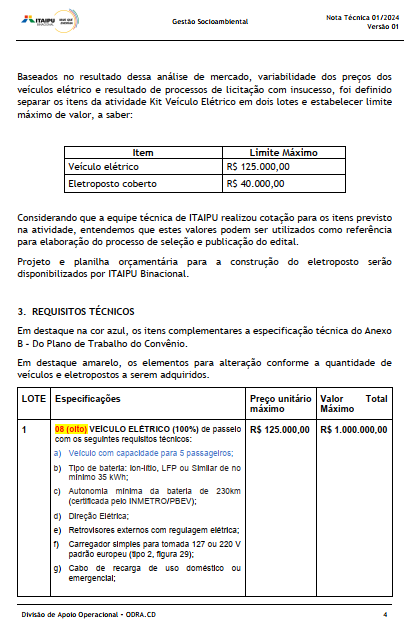 ITAIPU
BINACIONAL
Gestão Socioambiental
Nota Técnica 01/2024
Versão 01
Baseados no resultado dessa análise de mercado, variabilidade dos preços dos
veículos elétrico e resultado de processos de licitação com insucesso, foi definido
separar os itens da atividade Kit Veículo Elétrico em dois lotes e estabelecer limite
máximo de valor, a saber:
Item Limite Máximo
Veículo elétrico R$ 125.000,00
Eletroposto coberto R$ 40.000,00
Considerando que a equipe técnica de ITAIPU realizou cotação para os itens previsto
na atividade, entendemos que estes valores podem ser utilizados como referência
para elaboração do processo de seleção e publicação do edital.
Projeto e planilha orçamentária para a construção do eletroposto serão
disponibilizados por ITAIPU Binacional.
3. REQUISITOS TÉCNICOS
Em destaque na cor azul, os itens complementares a especificação técnica do Anexo
B – Do Plano de Trabalho do Convênio.
Em destaque amarelo, os elementos para alteração conforme a quantidade de
veículos e eletropostos a serem adquiridos.
LOTE Especificações Preço unitário máximo Valor Total Máximo
1 08 (oito) VEÍCULO ELÉTRICO (100%) de passeio R$ 125.000,00 R$ 1.000.000,00
com os seguintes requisitos técnicos:
a) Veículo com capacidade para 5 passageiros;
b) Tipo de bateria: íon-lítio, LFP ou Similar de no
mínimo 35 kWh;
c) Autonomia mínima da bateria de 230km
(certificada pelo INMETRO/PBEV);
d) Direção Elétrica;
e) Retrovisores externos com regulagem elétrica;
f) Carregador simples para tomada 127 ou 220 V
padrão europeu (tipo 2, figura 29);
g) Cabo de recarga de uso doméstico ou
emergencial;
Divisão de Apoio Operacional • ODRA.CD
4